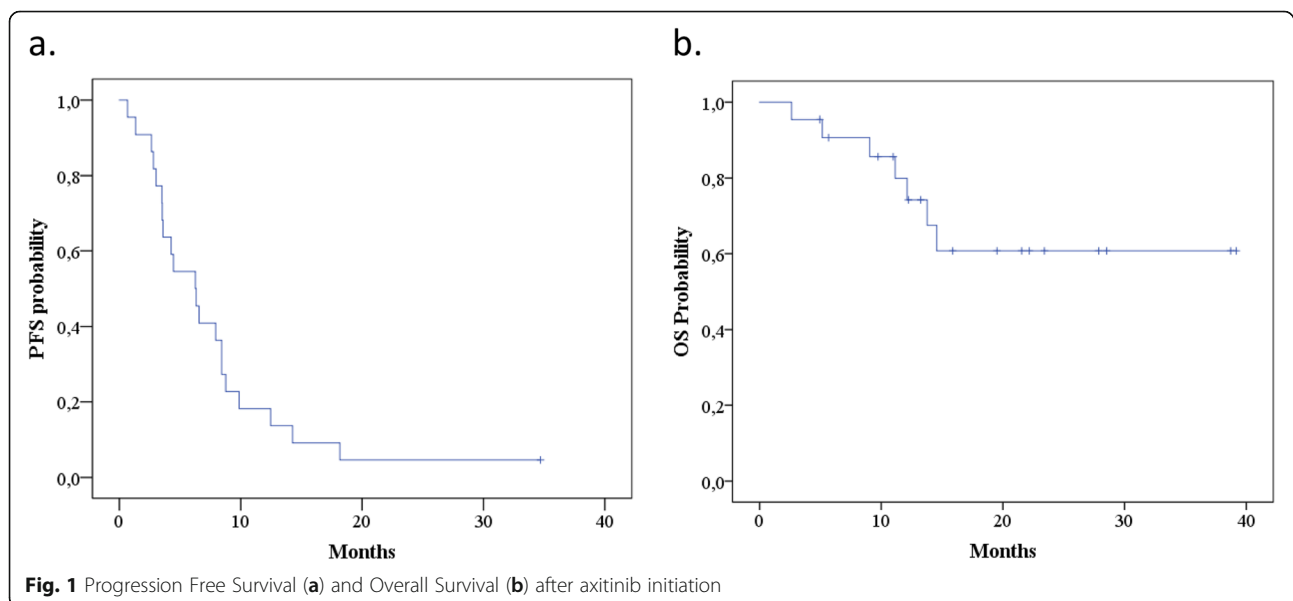 a.
1,0
0,8
0,6
0,4
0,2
0,0
PFS probability
0 10 20 30 40
Months
b.
1,0
0,8
0,6
0,4
0,2
0,0
OS Probability
0 10 20 30 40
Months
Fig. 1 Progression Free Survival (a) and Overall Survival (b) after axitinib initiation